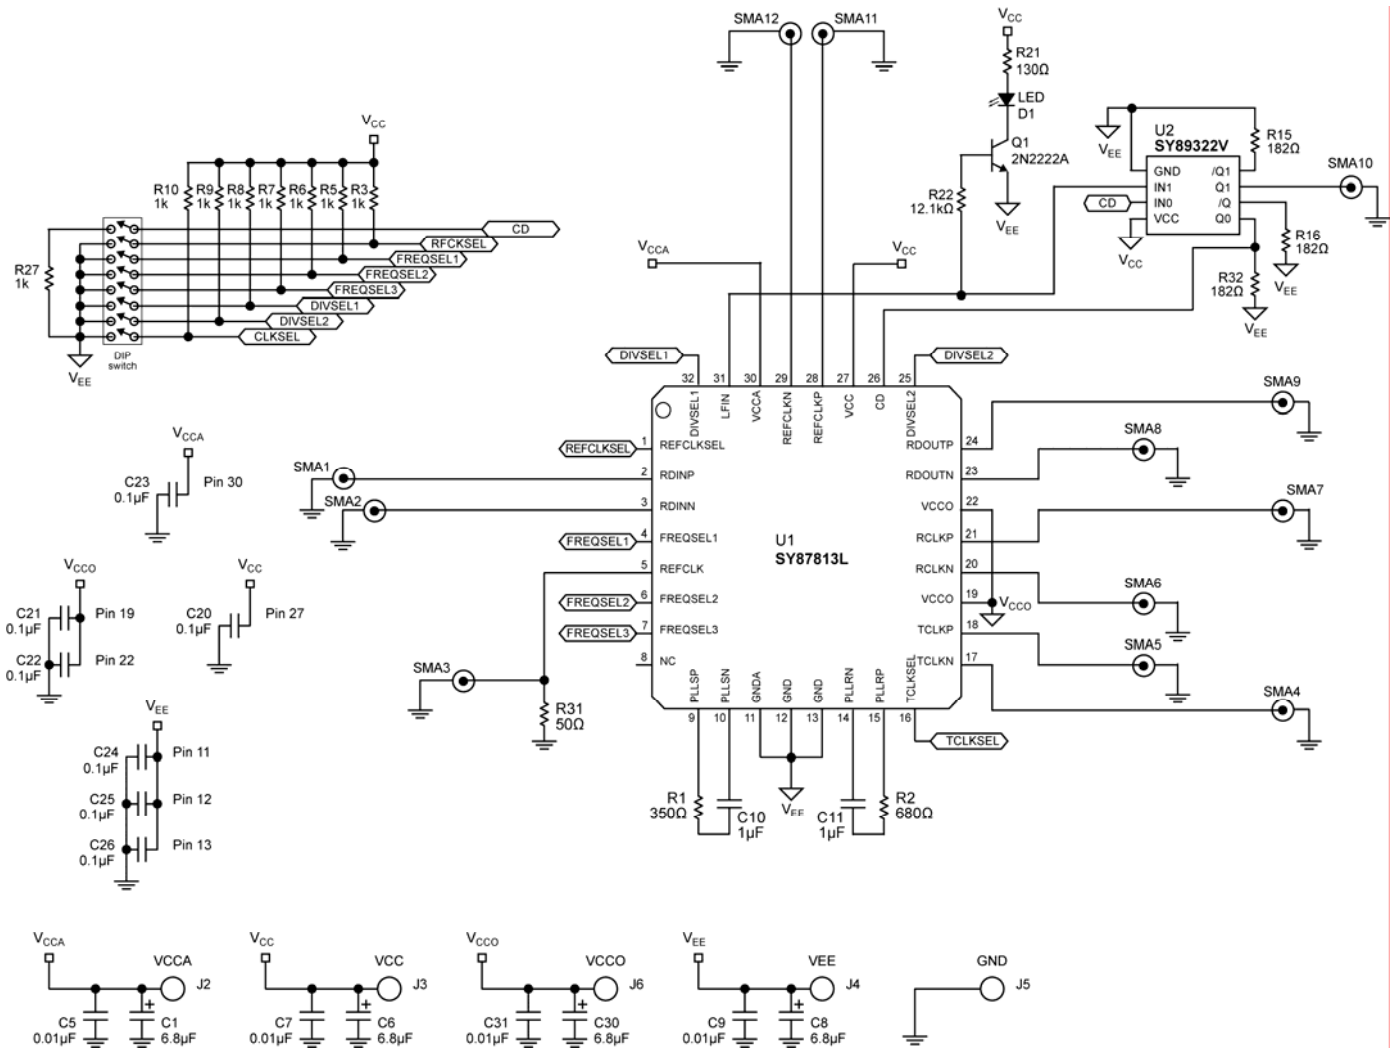 SMA12
SMA11
VCC
R21
130Ω
LED
D1
Q1
2N2222A
VEE
R22
12.1kΩ
VEE
U2
SY89322V
R15
182Ω
SMA10
GND
IN1
IN0
VCC
/Q1
Q1
/Q
Q0
CD
VCC
R16
182Ω
VEE
R32
182Ω
VEE
VCC
R10
1k
R9
1k
R8
1k
R7
1k
R6
1k
R5
1k
R3
1k
CD
RFCKSEL
FREQSEL1
FREQSEL2
FREQSEL3
DIVSEL1
DIVSEL2
CLKSEL
R27
1k
VEE
DIP
switch
VCCA
VCC
DIVSEL1
DIVSEL2
32
31
30
29
28
27
26
25
DIVSEL1
LFIN
VCCA
REFCLKN
REFCLKP
VCC
CD
DIVSEL2
REFCLKSEL
1
REFCLKSEL
SMA1
2
RDINP
SMA2
3
RDINN
FREQSEL1
4
FREQSEL1
5
REFCLK
FREQSEL2
6
FREQSEL2
FREQSEL3
7
FREQSEL3
8
NC
U1
SY87813L
RDOUTP
24
SMA9
RDOUTN
23
SMA8
VCCO
22
RCLKP
21
SMA7
RCLKN
20
SMA6
VCCO
19
VCCO
TCLKP
18
SMA5
TCLKN
17
SMA4
PLLSP
PLLSN
GNDA
GND
GND
PLLRN
PLLRP
TCLKSEL
9
10
11
12
13
14
15
16
TCLKSEL
SMA3
R31
50Ω
R1
350Ω
C10
1µF
VEE
C11
1µF
R2
680Ω
VCCA
C23
0.1µF
Pin 30
VCCO
C21
0.1µF
Pin 19
C22
0.1µF
Pin 22
VCC
C20
0.1µF
Pin 27
VEE
C24
0.1µF
Pin 11
C25
0.1µF
Pin 12
C26
0.1µF
Pin 13
VCCA
VCCA
J2
C5
0.01µF
+
C1
6.8µF
VCC
VCC
J3
C7
0.01µF
+
C6
6.8µF
VCCO
VCCO
J6
C31
0.01µF
+
C30
6.8µF
VEE
VEE
J4
C9
0.01µF
+
C8
6.8µF
GND
J5